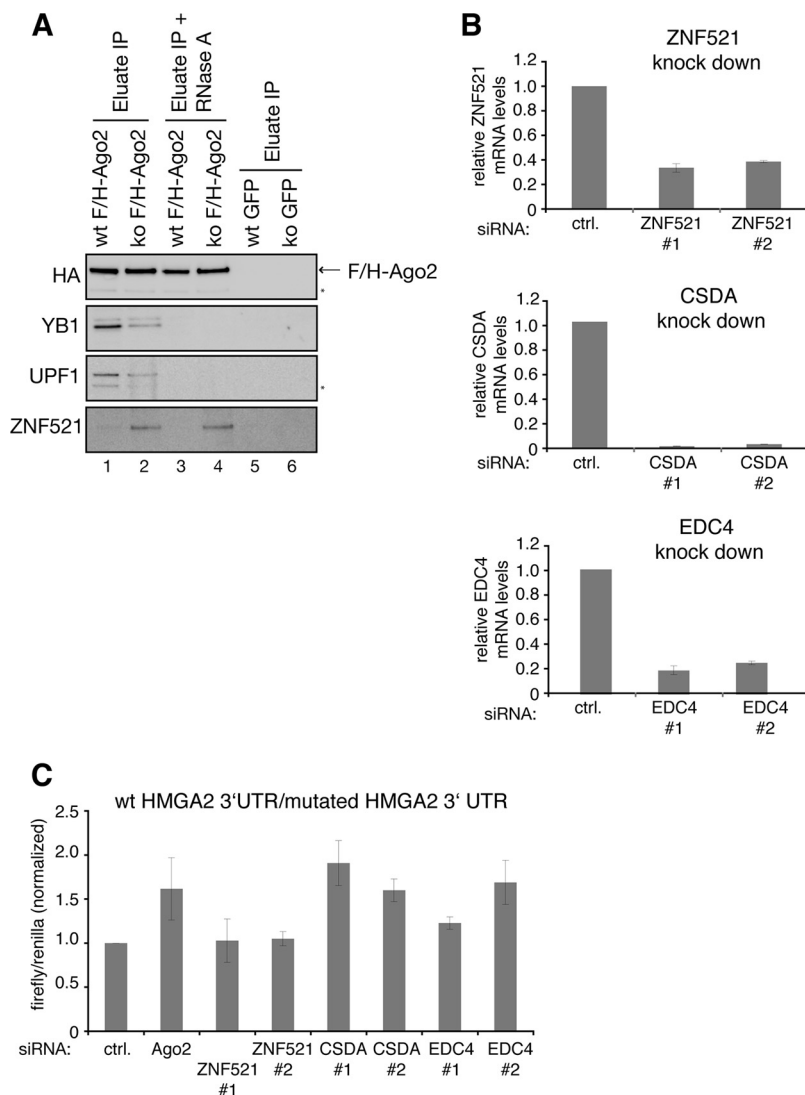 A
Eluate IP
Eluate IP +
RNase A
Eluate IP
wt F/H-Ago2
ko F/H-Ago2
wt F/H-Ago2
ko F/H-Ago2
wt GFP
ko GFP
HA
← F/H-Ago2
*
YB1
UPF1
*
ZNF521
1 2 3 4 5 6
B
ZNF521
knock down
relative ZNF521
mRNA levels
1.2
1.0
0.8
0.6
0.4
0.2
0
siRNA:
ctrl. ZNF521 ZNF521
#1 #2
CSDA
knock down
relative CSDA
mRNA levels
1.2
1.0
0.8
0.6
0.4
0.2
0
siRNA:
ctrl. CSDA CSDA
#1 #2
EDC4
knock down
relative EDC4
mRNA levels
1.2
1.0
0.8
0.6
0.4
0.2
0
siRNA:
ctrl. EDC4 EDC4
#1 #2
C
wt HMGA2 3‘UTR/mutated HMGA2 3‘ UTR
firefly/renilla (normalized)
2.5
2.0
1.5
1.0
0.5
0
siRNA: ctrl. Ago2 ZNF521 CSDA CSDA EDC4 EDC4
ZNF521 #2 #1 #2 #1 #2
#1